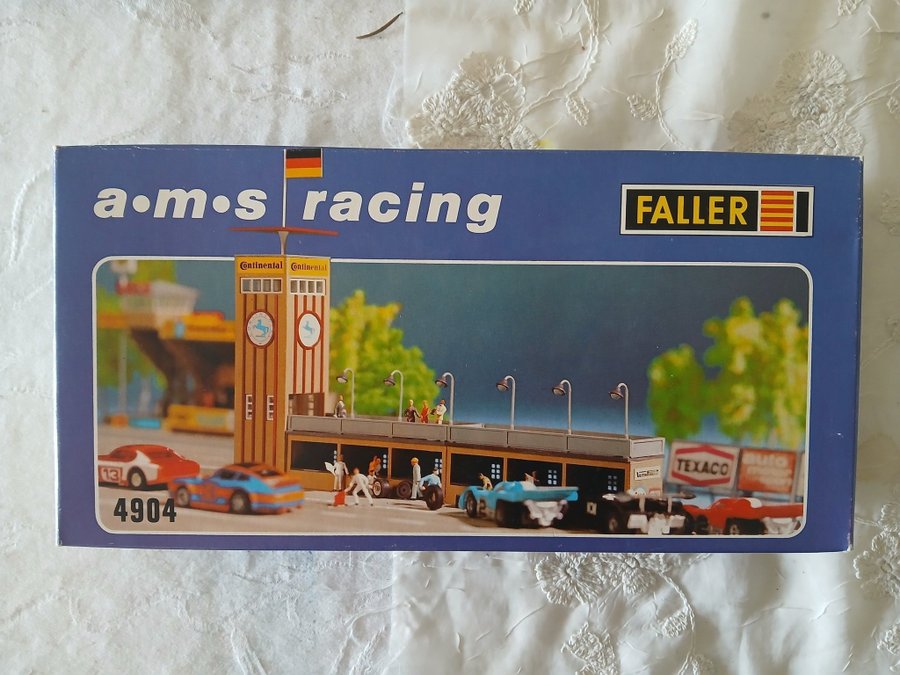 a•m•s racing
FALLER
Continental Continental
TEXACO
13
4904